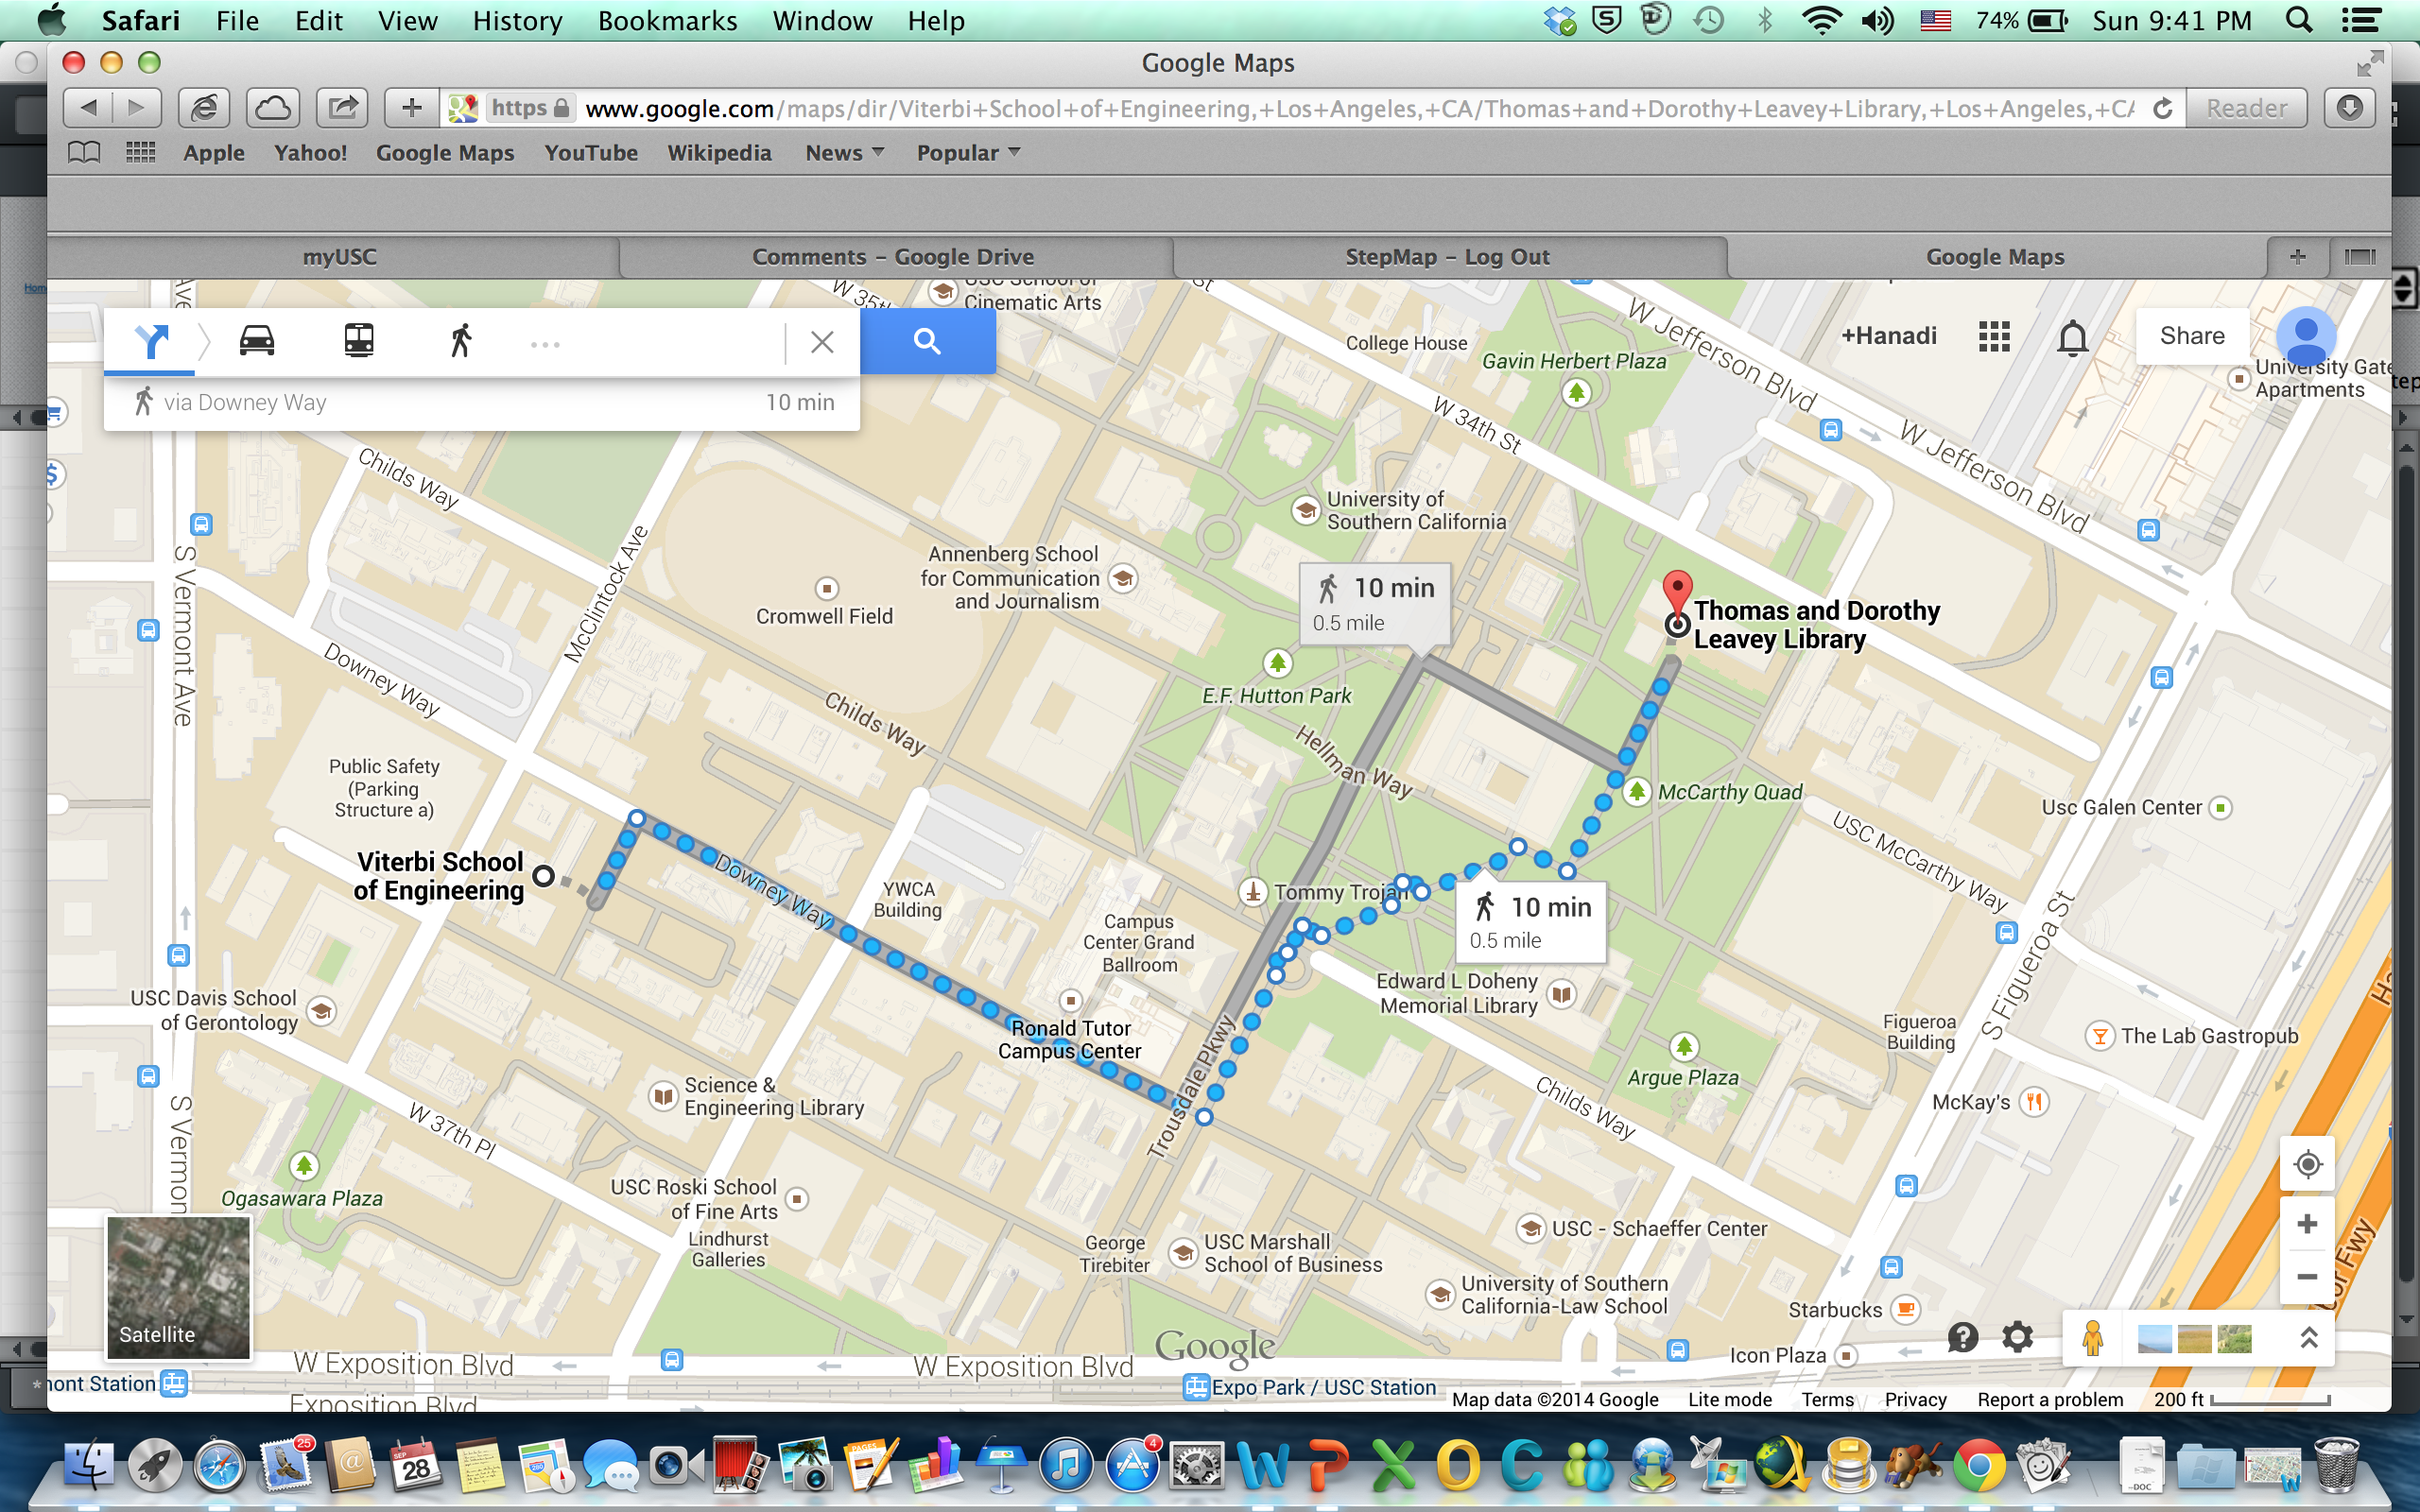 Safari File Edit View History Bookmarks Window Help
74% Sun 9:41 PM
Google Maps
https www.google.com/maps/dir/Viterbi+School+of+Engineering,+Los+Angeles,+CA/Thomas+and+Dorothy+Leavey+Library,+Los+Angeles,+CA
Reader
Apple Yahoo! Google Maps YouTube Wikipedia News Popular
myUSC
Comments – Google Drive
StepMap – Log Out
Google Maps
Home
via Downey Way 10 min
+Hanadi
Share
USC School of
Cinematic Arts
W 35th
St
College House
Gavin Herbert Plaza
W Jefferson Blvd
W Jefferson Blvd
University Gate
Apartments
W 34th St
Childs Way
McClintock Ave
S Vermont Ave
University of
Southern California
Annenberg School
for Communication
and Journalism
Cromwell Field
10 min
0.5 mile
Thomas and Dorothy
Leavey Library
E.F. Hutton Park
Downey Way
Childs Way
Hellman Way
McCarthy Quad
Public Safety
(Parking
Structure a)
Usc Galen Center
USC McCarthy Way
Viterbi School
of Engineering
Downey Way
YWCA
Building
Tommy Trojan
10 min
0.5 mile
Campus
Center Grand
Ballroom
Edward L Doheny
Memorial Library
S Figueroa St
USC Davis School
of Gerontology
Ronald Tutor
Campus Center
Trousdale Pkwy
Figueroa
Building
The Lab Gastropub
Argue Plaza
Science &
Engineering Library
Childs Way
McKay's
S Vermont
W 37th Pl
Ogasawara Plaza
USC Roski School
of Fine Arts
Lindhurst
Galleries
George
Tirebiter
USC Marshall
School of Business
USC - Schaeffer Center
University of Southern
California-Law School
Starbucks
Fwy
Satellite
Google
W Exposition Blvd
W Exposition Blvd
Icon Plaza
mont Station
Exposition Blvd
Expo Park / USC Station
Map data ©2014 Google Lite mode Terms Privacy Report a problem 200 ft
25
SEP
28
PAGES
4
DOC